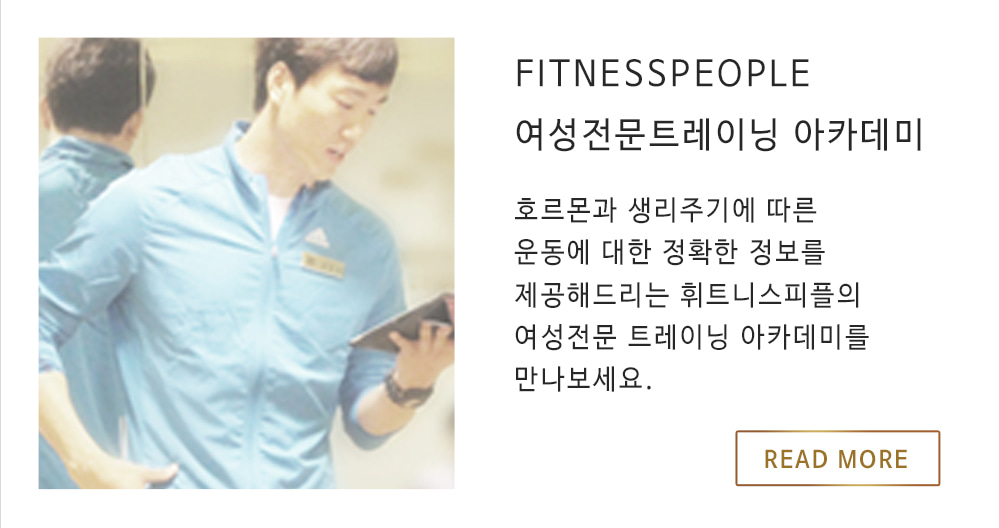 FITNESSPEOPLE
여성전문트레이닝 아카데미
호르몬과 생리주기에 따른
운동에 대한 정확한 정보를
제공해드리는 휘트니스피플의
여성전문 트레이닝 아카데미를
만나보세요.
READ MORE